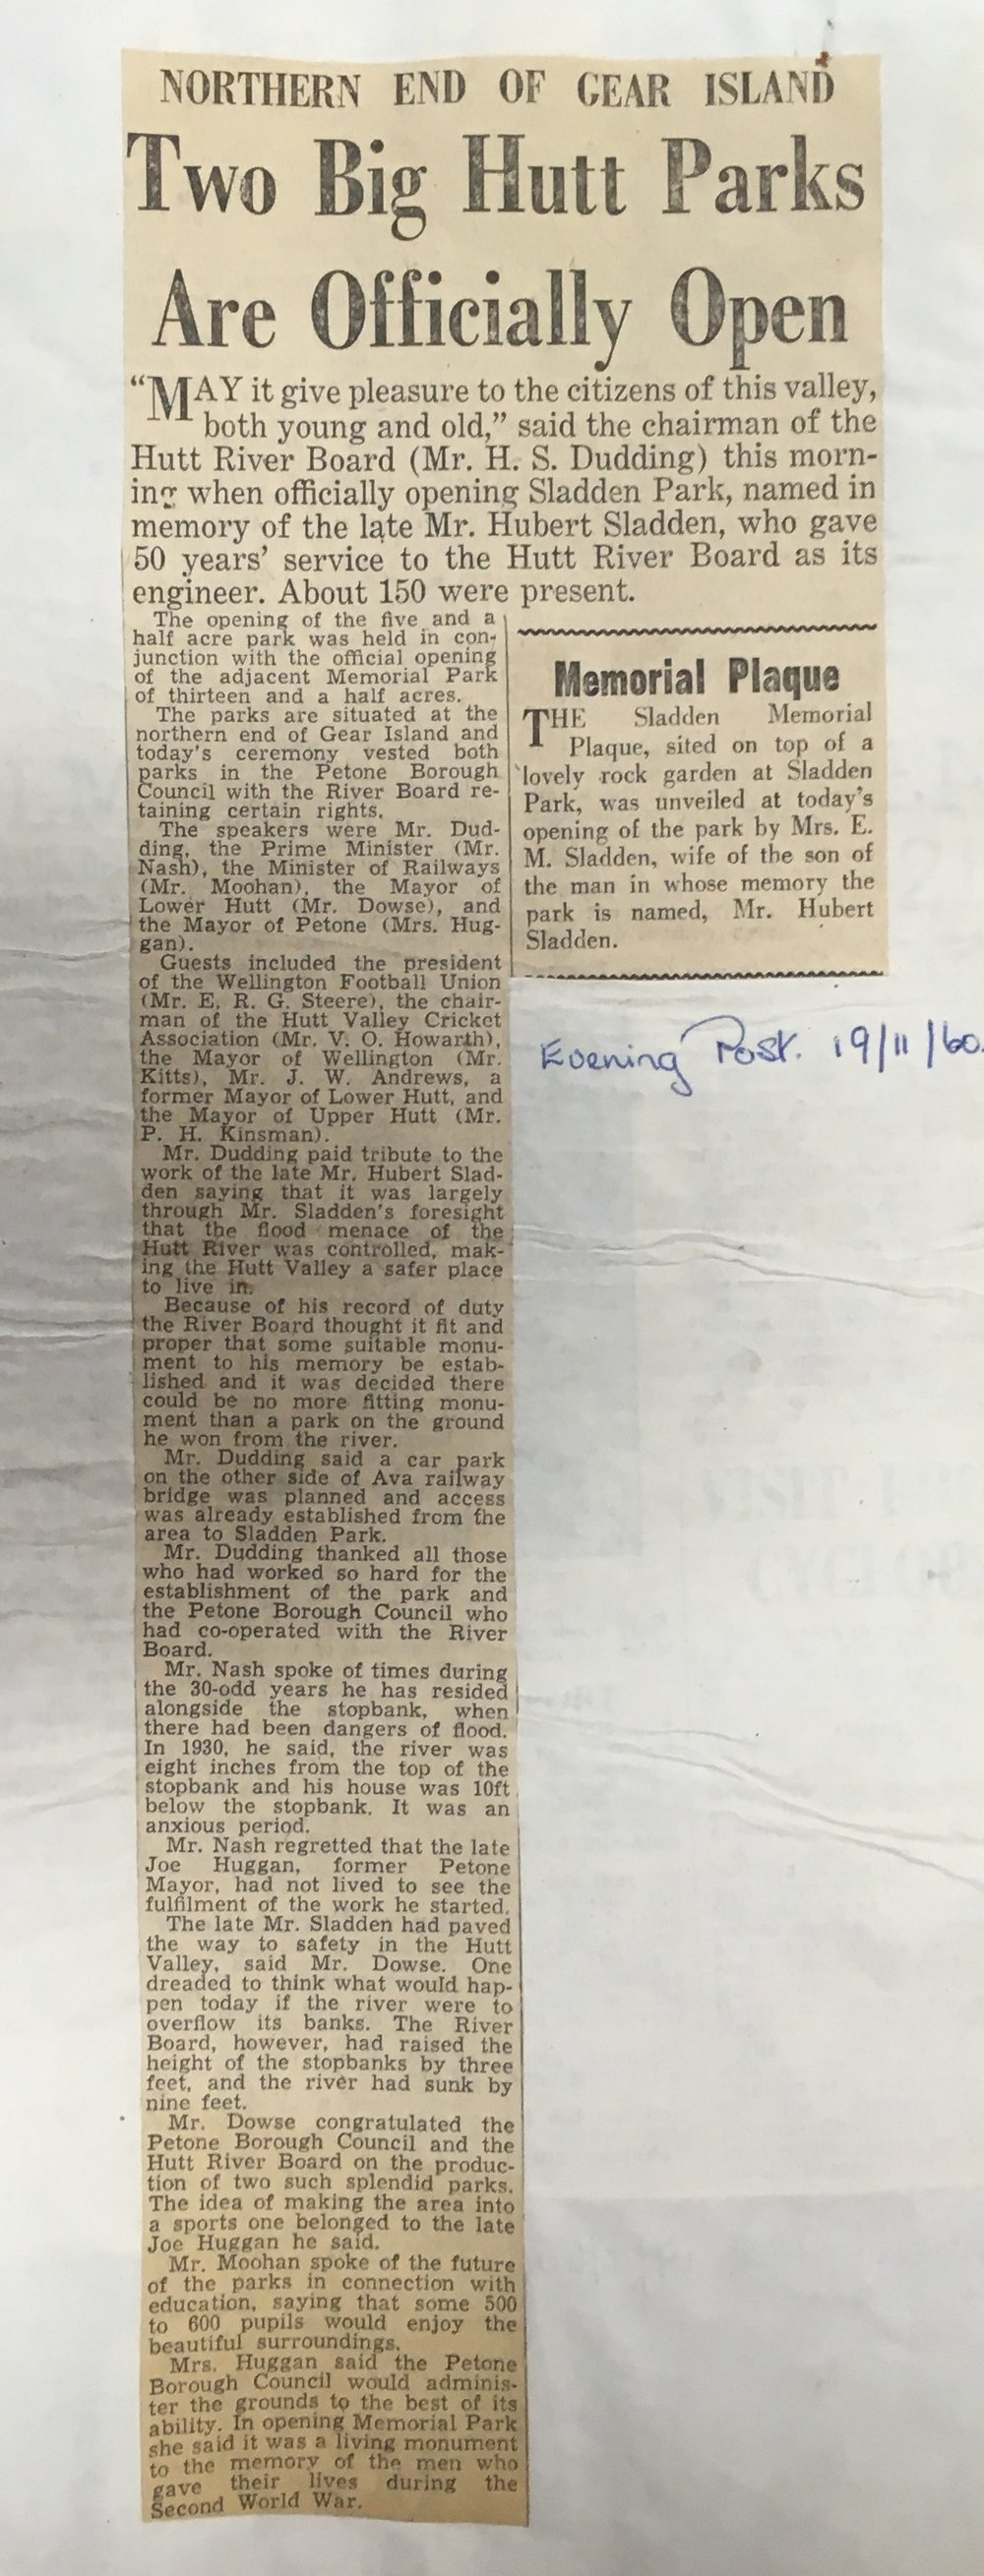 NORTHERN END OF GEAR ISLAND
Two Big Hutt Parks
Are Officially Open
“MAY it give pleasure to the citizens of this valley,
both young and old,” said the chairman of the
Hutt River Board (Mr. H. S. Dudding) this morn-
ing when officially opening Sladden Park, named in
memory of the late Mr. Hubert Sladden, who gave
50 years’ service to the Hutt River Board as its
engineer. About 150 were present.
The opening of the five and a
half acre park was held in con-
junction with the official opening
of the adjacent Memorial Park
of thirteen and a half acres.
The parks are situated at the
northern end of Gear Island and
today's ceremony vested both
parks in the Petone Borough
Council with the River Board re-
taining certain rights.
The speakers were Mr. Dud-
ding, the Prime Minister (Mr.
Nash), the Minister of Railways
(Mr. Moohan), the Mayor of
Lower Hutt (Mr. Dowse), and
the Mayor of Petone (Mrs. Hug-
gan).
Guests included the president
of the Wellington Football Union
(Mr. E. R. G. Steere), the chair-
man of the Hutt Valley Cricket
Association (Mr. V. O. Howarth),
the Mayor of Wellington (Mr.
Kitts), Mr. J. W. Andrews, a
former Mayor of Lower Hutt, and
the Mayor of Upper Hutt (Mr.
P. H. Kinsman).
Mr. Dudding paid tribute to the
work of the late Mr. Hubert Slad-
den saying that it was largely
through Mr. Sladden's foresight
that the flood menace of the
Hutt River was controlled, mak-
ing the Hutt Valley a safer place
to live in.
Because of his record of duty
the River Board thought it fit and
proper that some suitable monu-
ment to his memory be estab-
lished and it was decided there
could be no more fitting monu-
ment than a park on the ground
he won from the river.
Mr. Dudding said a car park
on the other side of Ava railway
bridge was planned and access
was already established from the
area to Sladden Park.
Mr. Dudding thanked all those
who had worked so hard for the
establishment of the park and
the Petone Borough Council who
had co-operated with the River
Board.
Mr. Nash spoke of times during
the 30-odd years he has resided
alongside the stopbank, when
there had been dangers of flood.
In 1930, he said, the river was
eight inches from the top of the
stopbank and his house was 10ft
below the stopbank. It was an
anxious period.
Mr. Nash regretted that the late
Joe Huggan, former Petone
Mayor, had not lived to see the
fulfilment of the work he started.
The late Mr. Sladden had paved
the way to safety in the Hutt
Valley, said Mr. Dowse. One
dreaded to think what would hap-
pen today if the river were to
overflow its banks. The River
Board, however, had raised the
height of the stopbanks by three
feet, and the river had sunk by
nine feet.
Mr. Dowse congratulated the
Petone Borough Council and the
Hutt River Board on the produc-
tion of two such splendid parks.
The idea of making the area into
a sports one belonged to the late
Joe Huggan he said.
Mr. Moohan spoke of the future
of the parks in connection with
education, saying that some 500
to 600 pupils would enjoy the
beautiful surroundings.
Mrs. Huggan said the Petone
Borough Council would adminis-
ter the grounds to the best of its
ability. In opening Memorial Park
she said it was a living monument
to the memory of the men who
gave their lives during the
Second World War.
Memorial Plaque
THE Sladden Memorial
Plaque, sited on top of a
lovely rock garden at Sladden
Park, was unveiled at today's
opening of the park by Mrs. E.
M. Sladden, wife of the son of
the man in whose memory the
park is named, Mr. Hubert
Sladden.
Evening Post. 19/11/60.